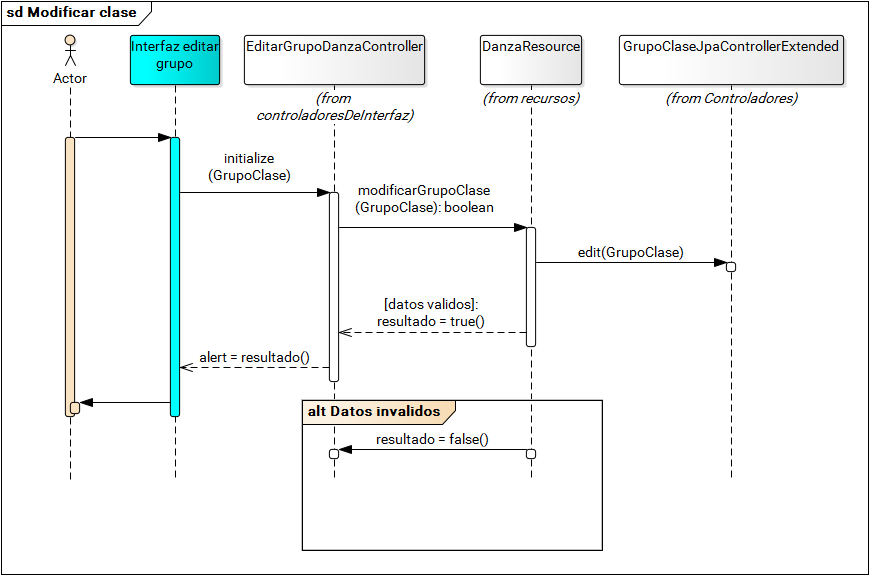 sd Modificar clase
Actor
Interfaz editar
grupo
EditarGrupoDanzaController
(from
controladoresDeInterfaz)
DanzaResource
(from recursos)
GrupoClaseJpaControllerExtended
(from Controladores)
initialize
(GrupoClase)
modificarGrupoClase
(GrupoClase): boolean
edit(GrupoClase)
[datos validos]:
resultado = true()
alert = resultado()
alt Datos invalidos
resultado = false()